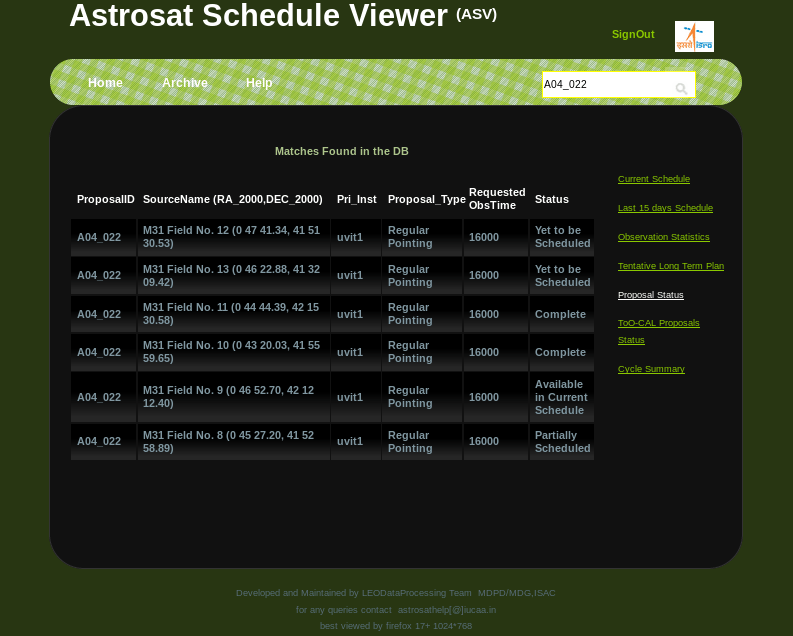 Astrosat Schedule Viewer (ASV)
SignOut
इसरो isro
Home Archive Help
A04_022
Matches Found in the DB
ProposalID SourceName (RA_2000,DEC_2000) Pri_Inst Proposal_Type Requested ObsTime Status
A04_022 M31 Field No. 12 (0 47 41.34, 41 51 30.53) uvit1 Regular Pointing 16000 Yet to be Scheduled
A04_022 M31 Field No. 13 (0 46 22.88, 41 32 09.42) uvit1 Regular Pointing 16000 Yet to be Scheduled
A04_022 M31 Field No. 11 (0 44 44.39, 42 15 30.58) uvit1 Regular Pointing 16000 Complete
A04_022 M31 Field No. 10 (0 43 20.03, 41 55 59.65) uvit1 Regular Pointing 16000 Complete
A04_022 M31 Field No. 9 (0 46 52.70, 42 12 12.40) uvit1 Regular Pointing 16000 Available in Current Schedule
A04_022 M31 Field No. 8 (0 45 27.20, 41 52 58.89) uvit1 Regular Pointing 16000 Partially Scheduled
Current Schedule
Last 15 days Schedule
Observation Statistics
Tentative Long Term Plan
Proposal Status
ToO-CAL Proposals
Status
Cycle Summary
Developed and Maintained by LEODataProcessing Team MDPD/MDG,ISAC
for any queries contact astrosathelp[@]iucaa.in
best viewed by firefox 17+ 1024*768